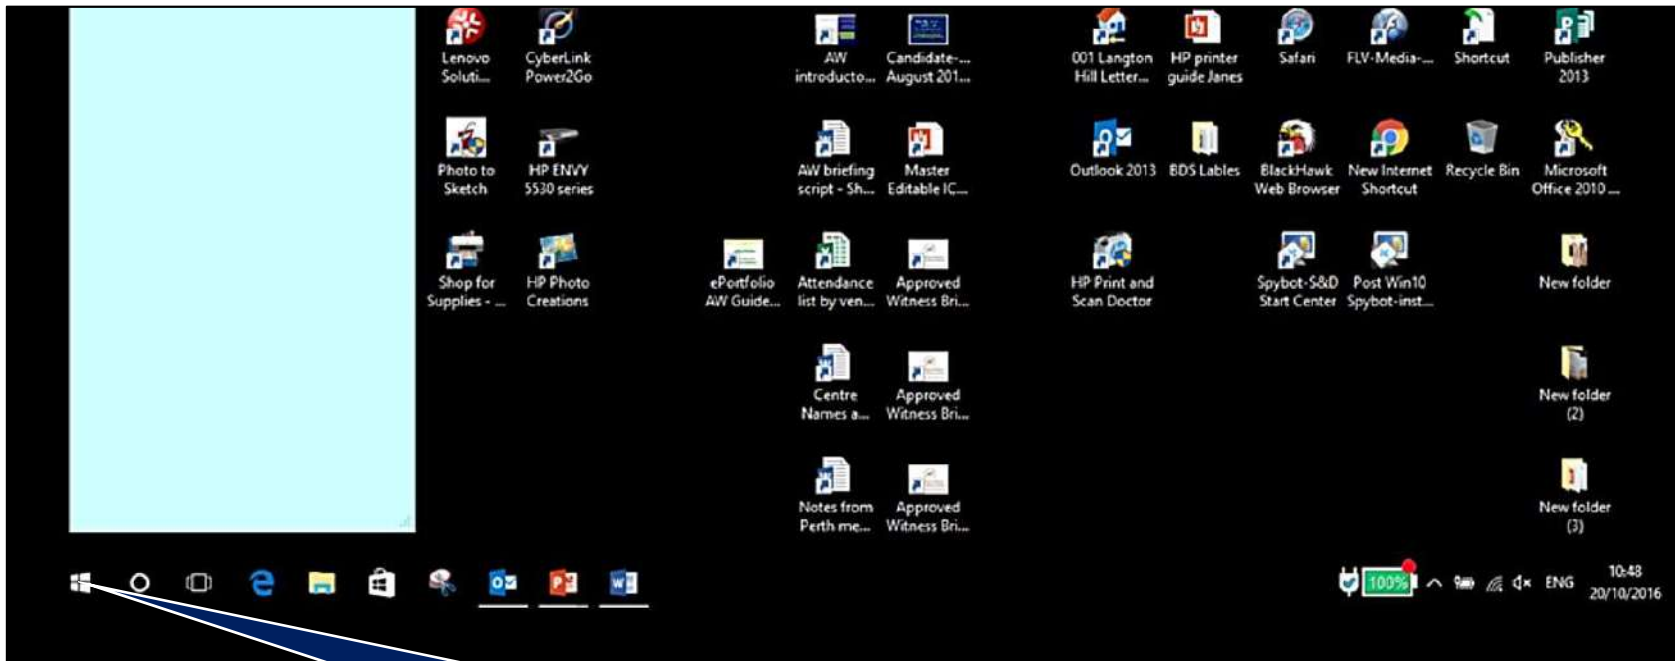 Lenovo
Soluti...
CyberLink
Power2Go
AW
introducto...
Candidate-...
August 201...
001 Langton
Hill Letter...
HP printer
guide Janes
Safari
FLV-Media-...
Shortcut
Publisher
2013
Photo to
Sketch
HP ENVY
5530 series
AW briefing
script - Sh...
Master
Editable IC...
Outlook 2013
BDS Lables
BlackHawk
Web Browser
New Internet
Shortcut
Recycle Bin
Microsoft
Office 2010 ...
Shop for
Supplies - ...
HP Photo
Creations
ePortfolio
AW Guide...
Attendance
list by ven...
Approved
Witness Bri...
HP Print and
Scan Doctor
Spybot-S&D
Start Center
Post Win10
Spybot-inst...
New folder
Centre
Names a...
Approved
Witness Bri...
New folder
(2)
Notes from
Perth me...
Approved
Witness Bri...
New folder
(3)
100%
ENG
10:48
20/10/2016